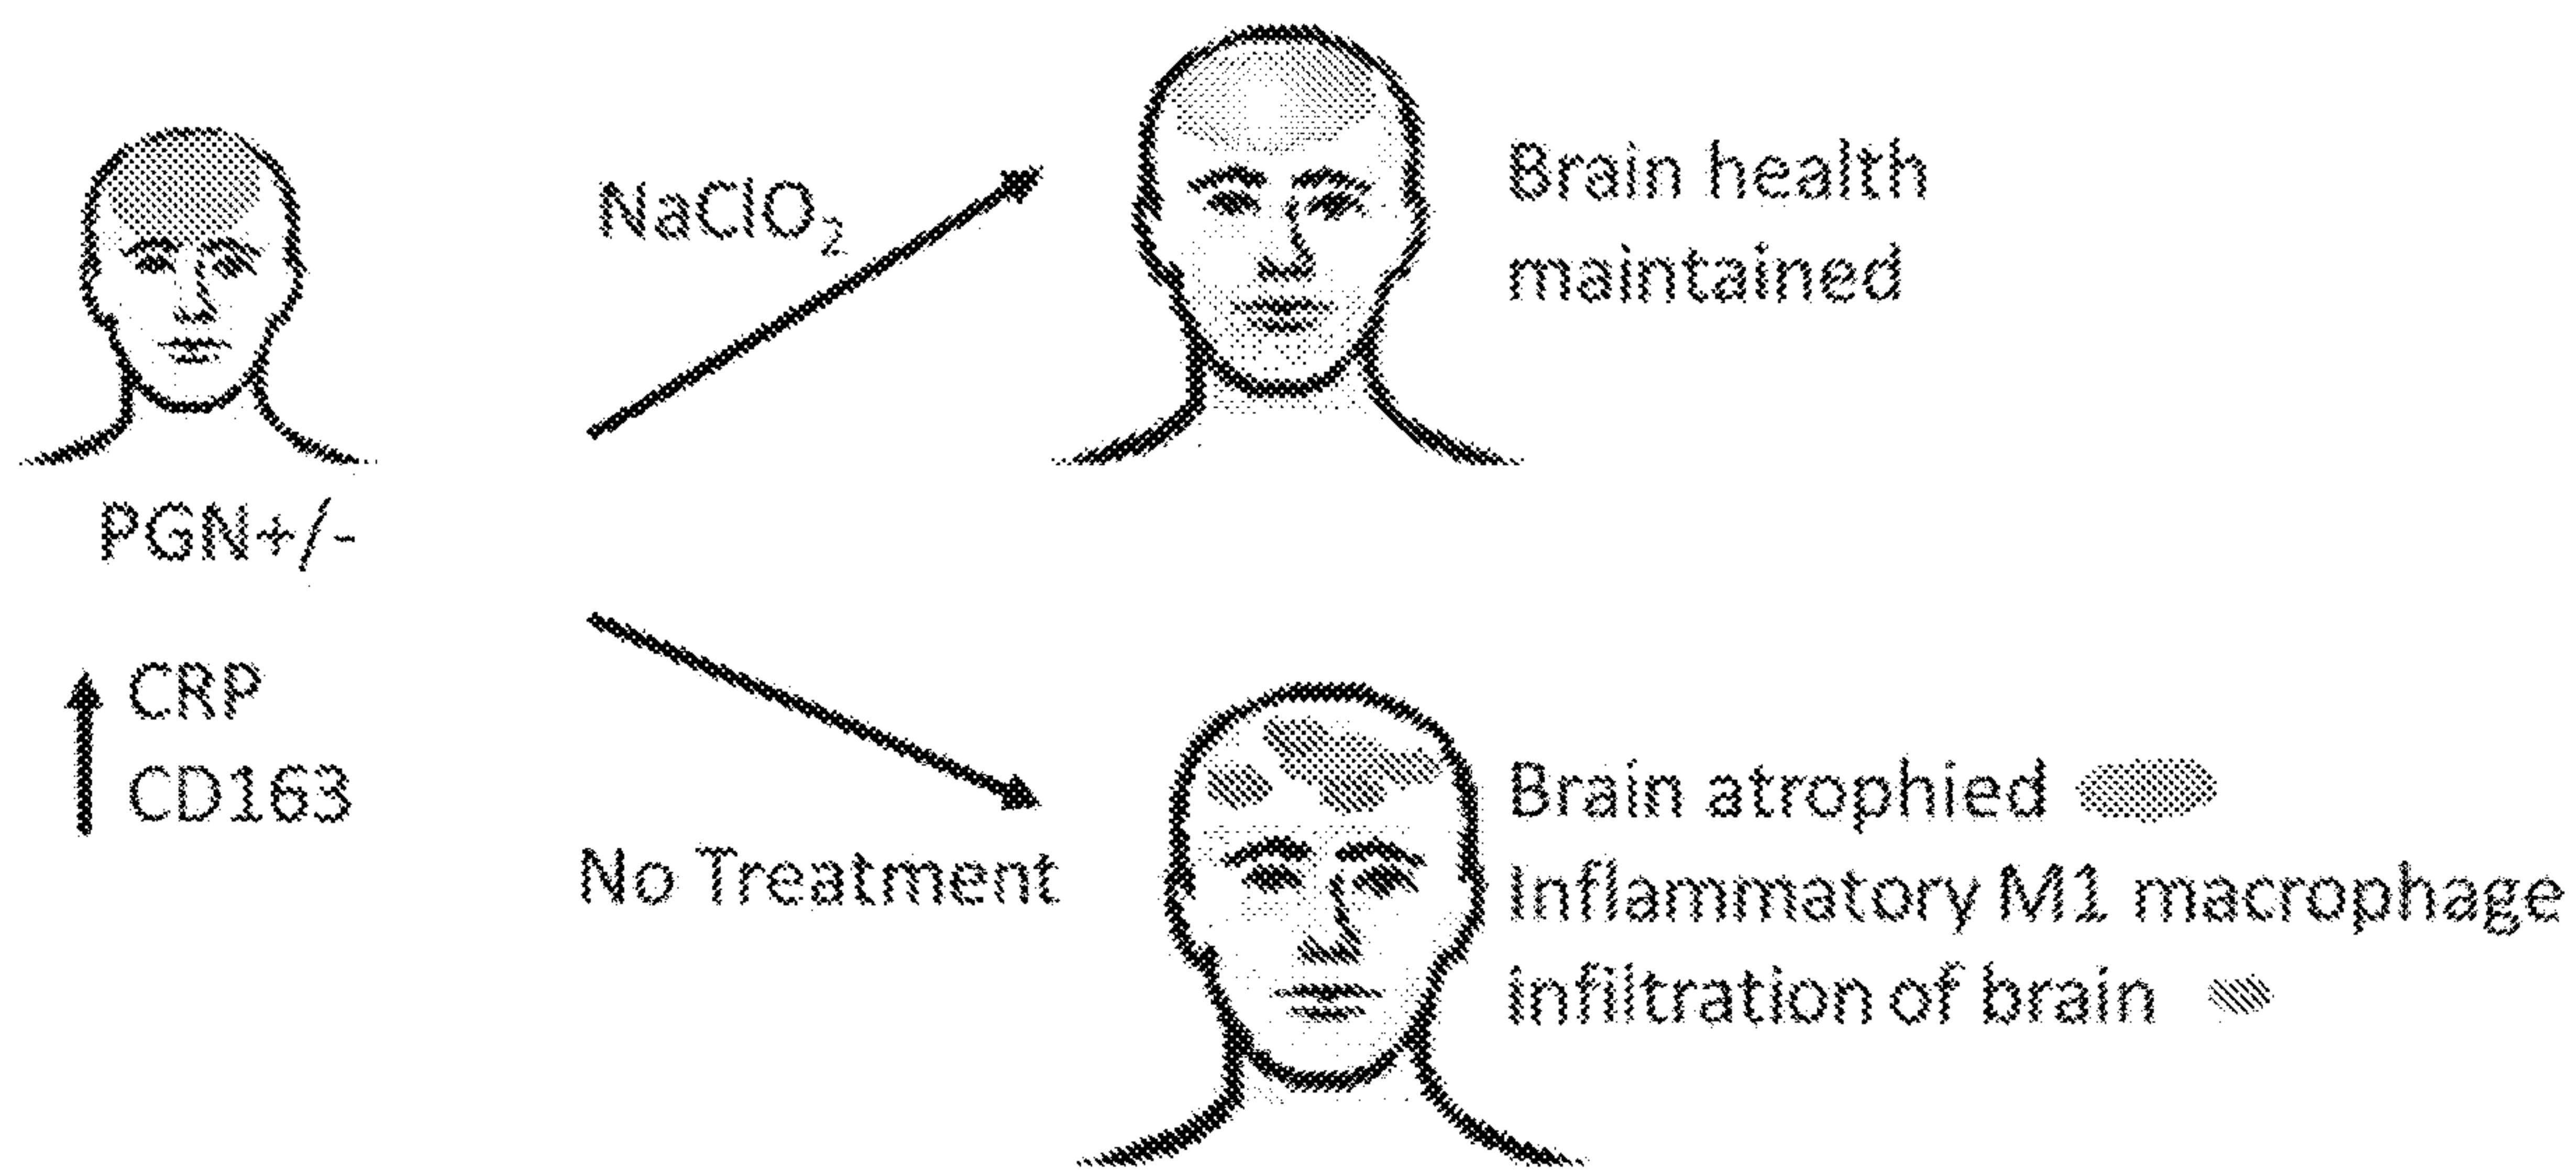 NaClO₂
Brain health
maintained
PGN+/-
CRP
CD163
No Treatment
Brain atrophied
Inflammatory M1 macrophage
infiltration of brain